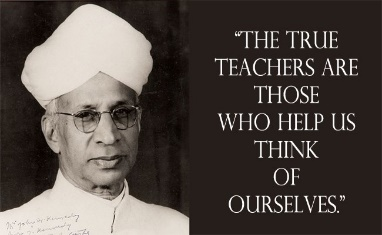 “THE TRUE
TEACHERS ARE
THOSE
WHO HELP US
THINK
OF
OURSELVES.”